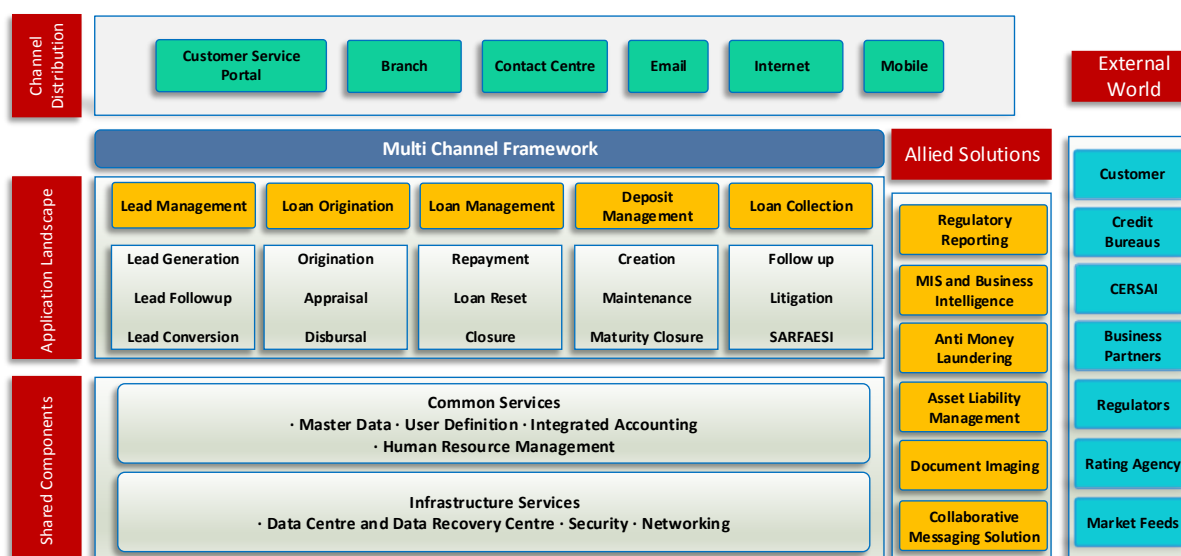 Channel
Distribution
Customer Service
Portal
Branch
Contact Centre
Email
Internet
Mobile
External
World
Multi Channel Framework
Allied Solutions
Application Landscape
Lead Management
Loan Origination
Loan Management
Deposit
Management
Loan Collection
Lead Generation
Lead Followup
Lead Conversion
Origination
Appraisal
Disbursal
Repayment
Loan Reset
Closure
Creation
Maintenance
Maturity Closure
Follow up
Litigation
SARFAESI
Shared Components
Common Services
· Master Data · User Definition · Integrated Accounting
· Human Resource Management
Infrastructure Services
· Data Centre and Data Recovery Centre · Security · Networking
Regulatory
Reporting
MIS and Business
Intelligence
Anti Money
Laundering
Asset Liability
Management
Document Imaging
Collaborative
Messaging Solution
Customer
Credit
Bureaus
CERSAI
Business
Partners
Regulators
Rating Agency
Market Feeds